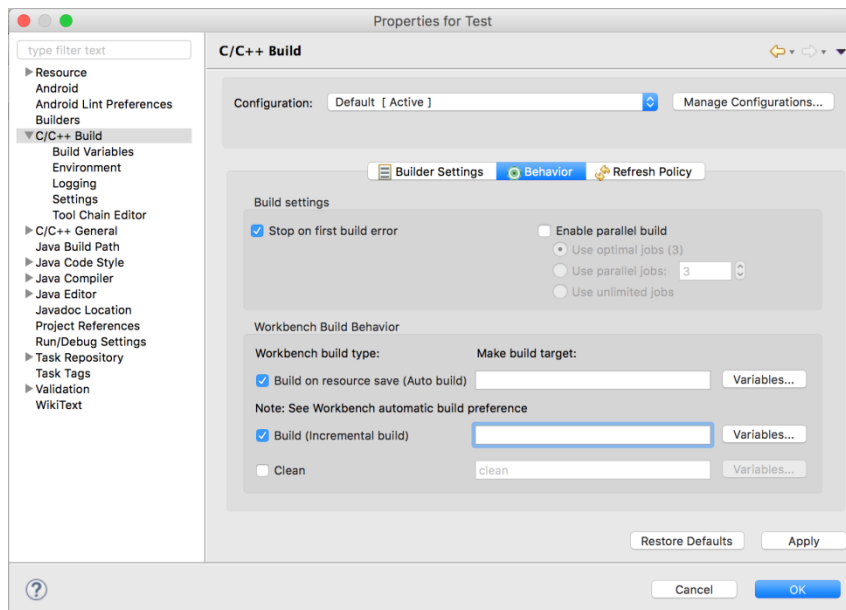 Properties for Test
type filter text
Resource
Android
Android Lint Preferences
Builders
C/C++ Build
Build Variables
Environment
Logging
Settings
Tool Chain Editor
C/C++ General
Java Build Path
Java Code Style
Java Compiler
Java Editor
Javadoc Location
Project References
Run/Debug Settings
Task Repository
Task Tags
Validation
WikiText
C/C++ Build
Configuration: Default [ Active ] Manage Configurations...
Builder Settings Behavior Refresh Policy
Build settings
Stop on first build error Enable parallel build
Use optimal jobs (3)
Use parallel jobs: 3
Use unlimited jobs
Workbench Build Behavior
Workbench build type: Make build target:
Build on resource save (Auto build) Variables...
Note: See Workbench automatic build preference
Build (Incremental build) Variables...
Clean clean Variables...
Restore Defaults Apply
? Cancel OK